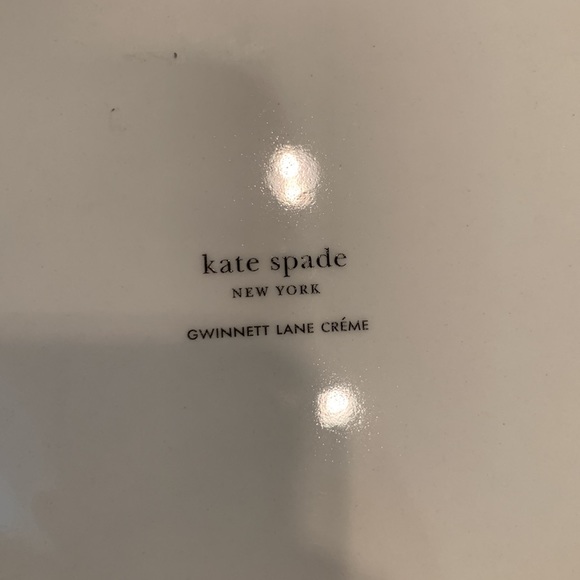 kate spade
NEW YORK
GWINNETT LANE CRÉME